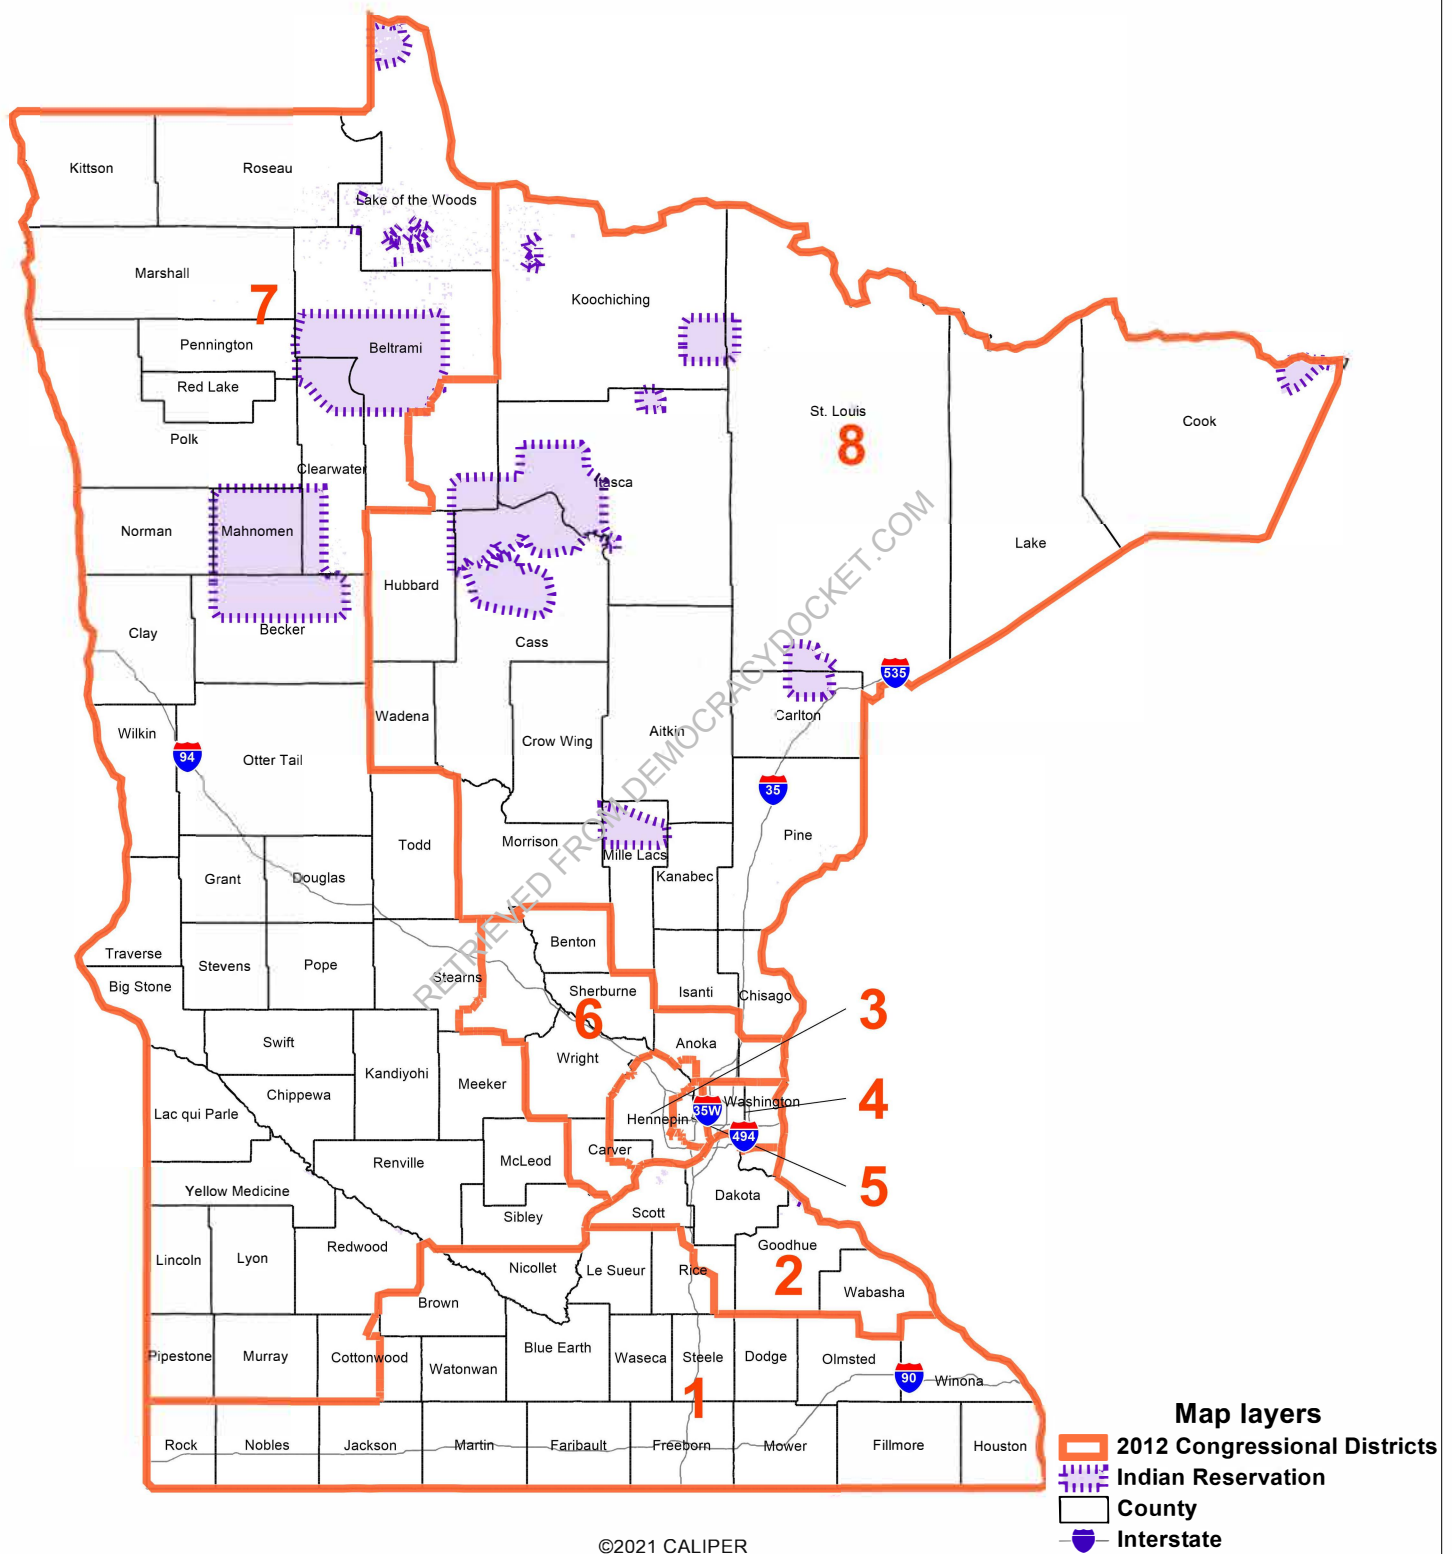 Kittson
Roseau
Lake of the Woods
Marshall
7
Koochiching
Pennington
Beltrami
Red Lake
St. Louis
Cook
Polk
8
Clearwater
Itasca
Norman
Mahnomen
Lake
Hubbard
Clay
Becker
Cass
535
Wadena
Carlton
Wilkin
Crow Wing
Aitkin
94
Otter Tail
35
Pine
Todd
Morrison
Mille Lacs
Kanabec
Grant
Douglas
Benton
Traverse
Stevens
Pope
Stearns
Big Stone
Sherburne
Isanti
Chisago
3
6
Swift
Anoka
Wright
Kandiyohi
Meeker
Chippewa
Washington
4
Lac qui Parle
35W
Hennepin
494
Carver
Renville
McLeod
5
Yellow Medicine
Dakota
Sibley
Scott
Redwood
Goodhue
Lincoln
Lyon
Nicollet
Le Sueur
Rice
2
Brown
Wabasha
Pipestone
Murray
Cottonwood
Blue Earth
Waseca
Steele
Dodge
Olmsted
Watonwan
90
Winona
1
Rock
Nobles
Jackson
Martin
Faribault
Freeborn
Mower
Fillmore
Houston
RETRIEVED FROM DEMOCRACYDOCKET.COM
Map layers
2012 Congressional Districts
Indian Reservation
County
Interstate
©2021 CALIPER